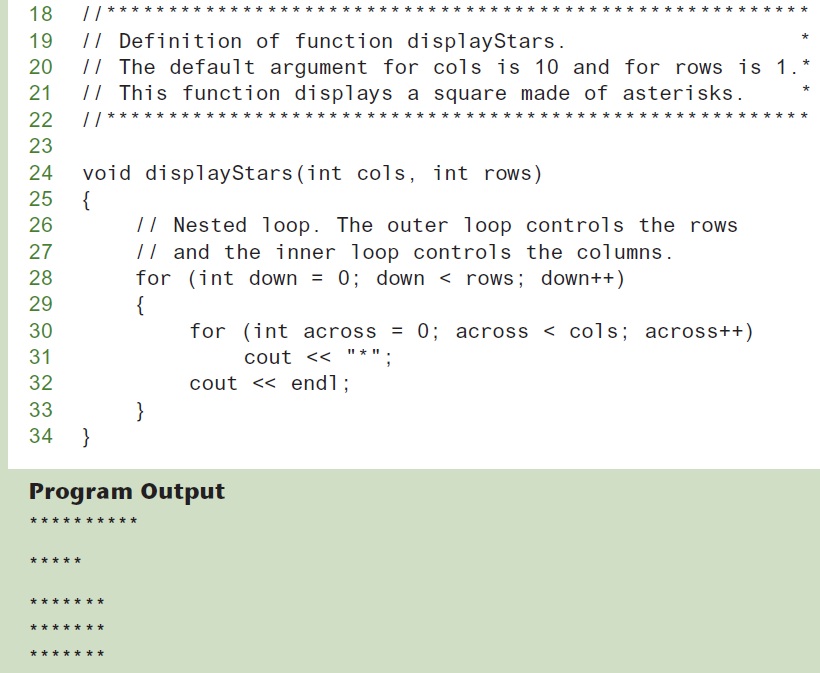 18 //*********************************************************
19 // Definition of function displayStars. *
20 // The default argument for cols is 10 and for rows is 1.*
21 // This function displays a square made of asterisks. *
22 //*********************************************************
23
24 void displayStars(int cols, int rows)
25 {
26 // Nested loop. The outer loop controls the rows
27 // and the inner loop controls the columns.
28 for (int down = 0; down < rows; down++)
29 {
30 for (int across = 0; across < cols; across++)
31 cout << "*";
32 cout << endl;
33 }
34 }
Program Output
**********
*****
*******
*******
*******